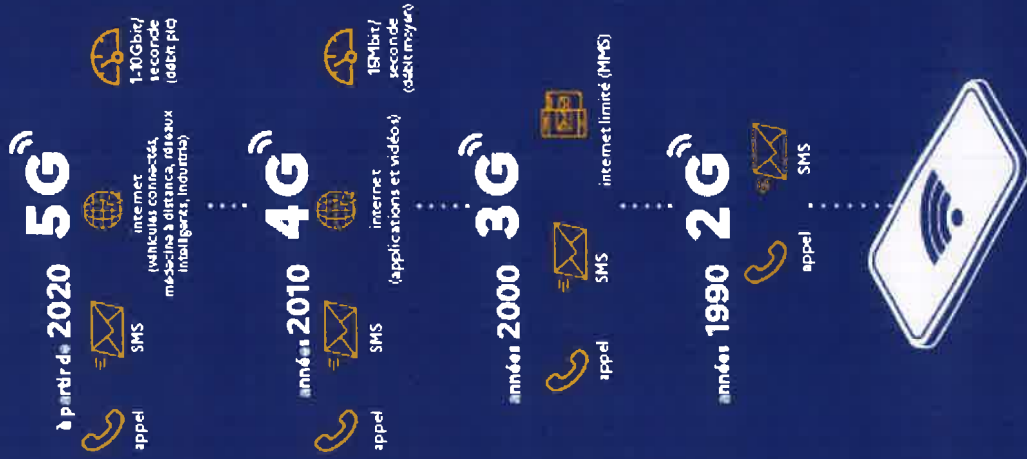 à partir de 2020 5G
appel
SMS
internet
(véhicules connectés,
médecine à distance, réseaux
intelligents, industrie)
1-10Gbit/
seconde
(débit pic)
années 2010 4G
appel
SMS
internet
(applications et vidéos)
15Mbit/
seconde
(débit moyen)
années 2000 3G
appel
SMS
internet limité (MMS)
années 1990 2G
appel
SMS